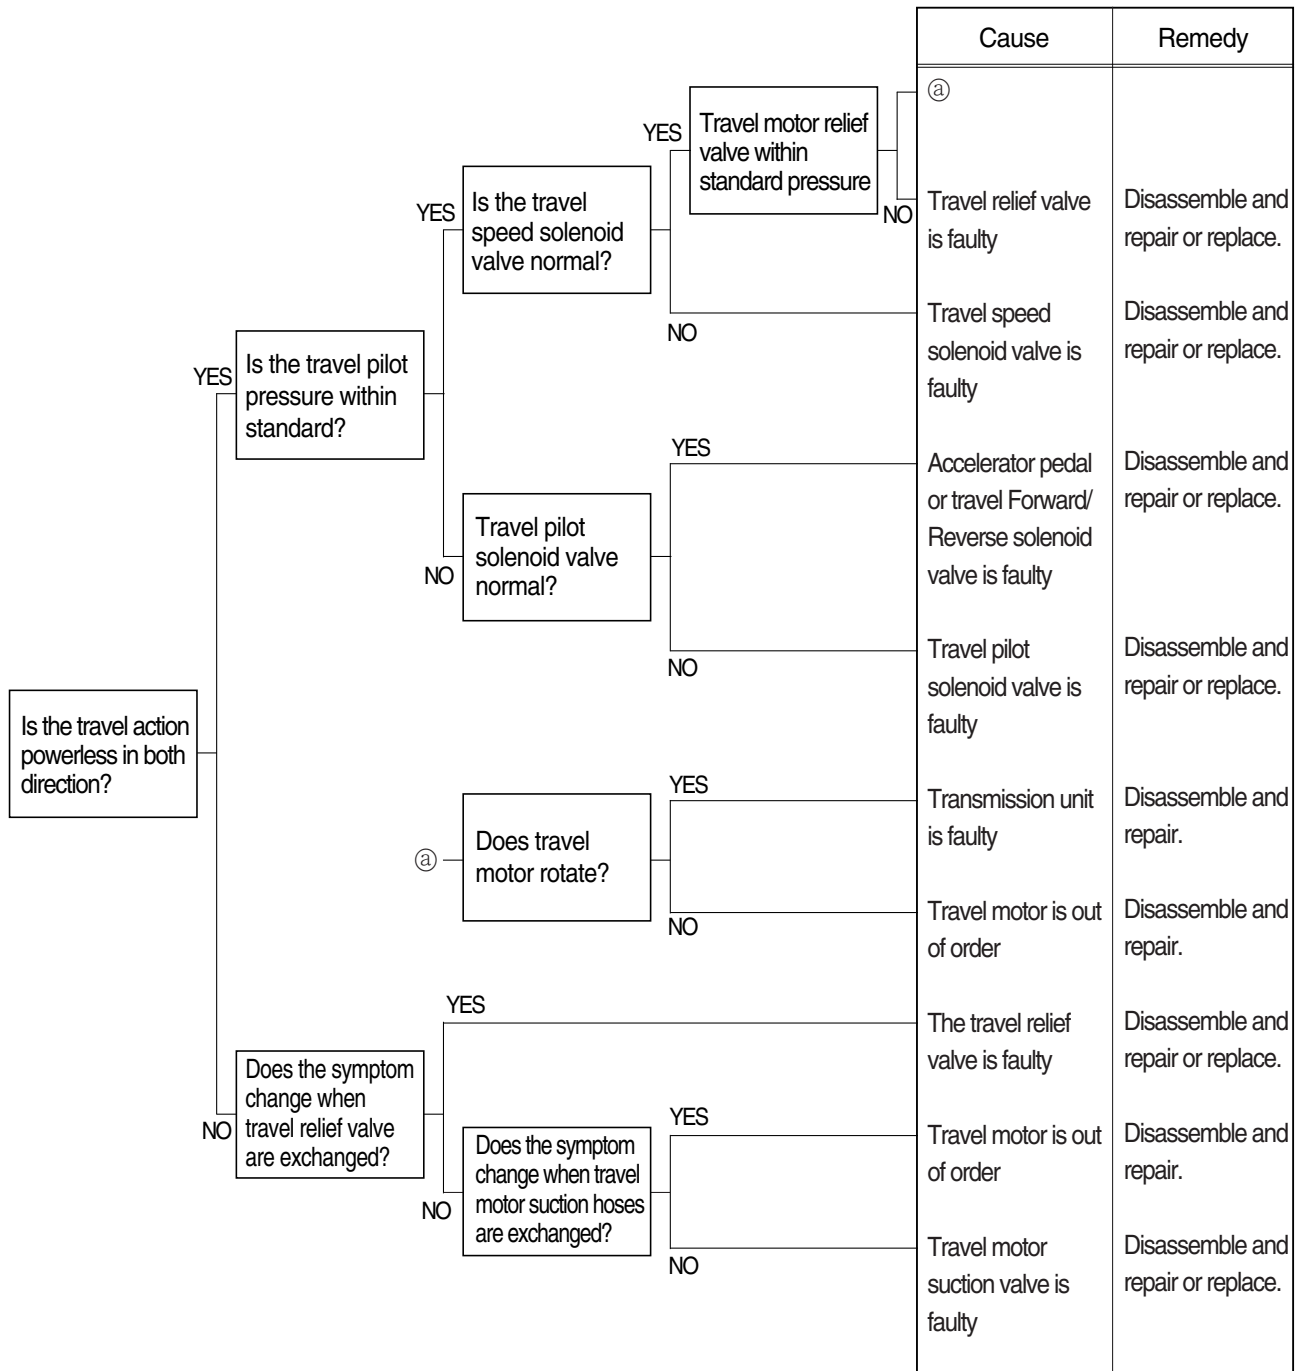 Cause
Remedy
ⓐ
YES
Travel motor relief
valve within
standard pressure
NO
Travel relief valve
is faulty
Disassemble and
repair or replace.
YES
Is the travel
speed solenoid
valve normal?
NO
Travel speed
solenoid valve is
faulty
Disassemble and
repair or replace.
YES
Is the travel pilot
pressure within
standard?
YES
Accelerator pedal
or travel Forward/
Reverse solenoid
valve is faulty
Disassemble and
repair or replace.
NO
Travel pilot
solenoid valve
normal?
NO
Travel pilot
solenoid valve is
faulty
Disassemble and
repair or replace.
Is the travel action
powerless in both
direction?
ⓐ
Does travel
motor rotate?
YES
Transmission unit
is faulty
Disassemble and
repair.
NO
Travel motor is out
of order
Disassemble and
repair.
YES
The travel relief
valve is faulty
Disassemble and
repair or replace.
NO
Does the symptom
change when
travel relief valve
are exchanged?
NO
Does the symptom
change when travel
motor suction hoses
are exchanged?
YES
Travel motor is out
of order
Disassemble and
repair.
NO
Travel motor
suction valve is
faulty
Disassemble and
repair or replace.